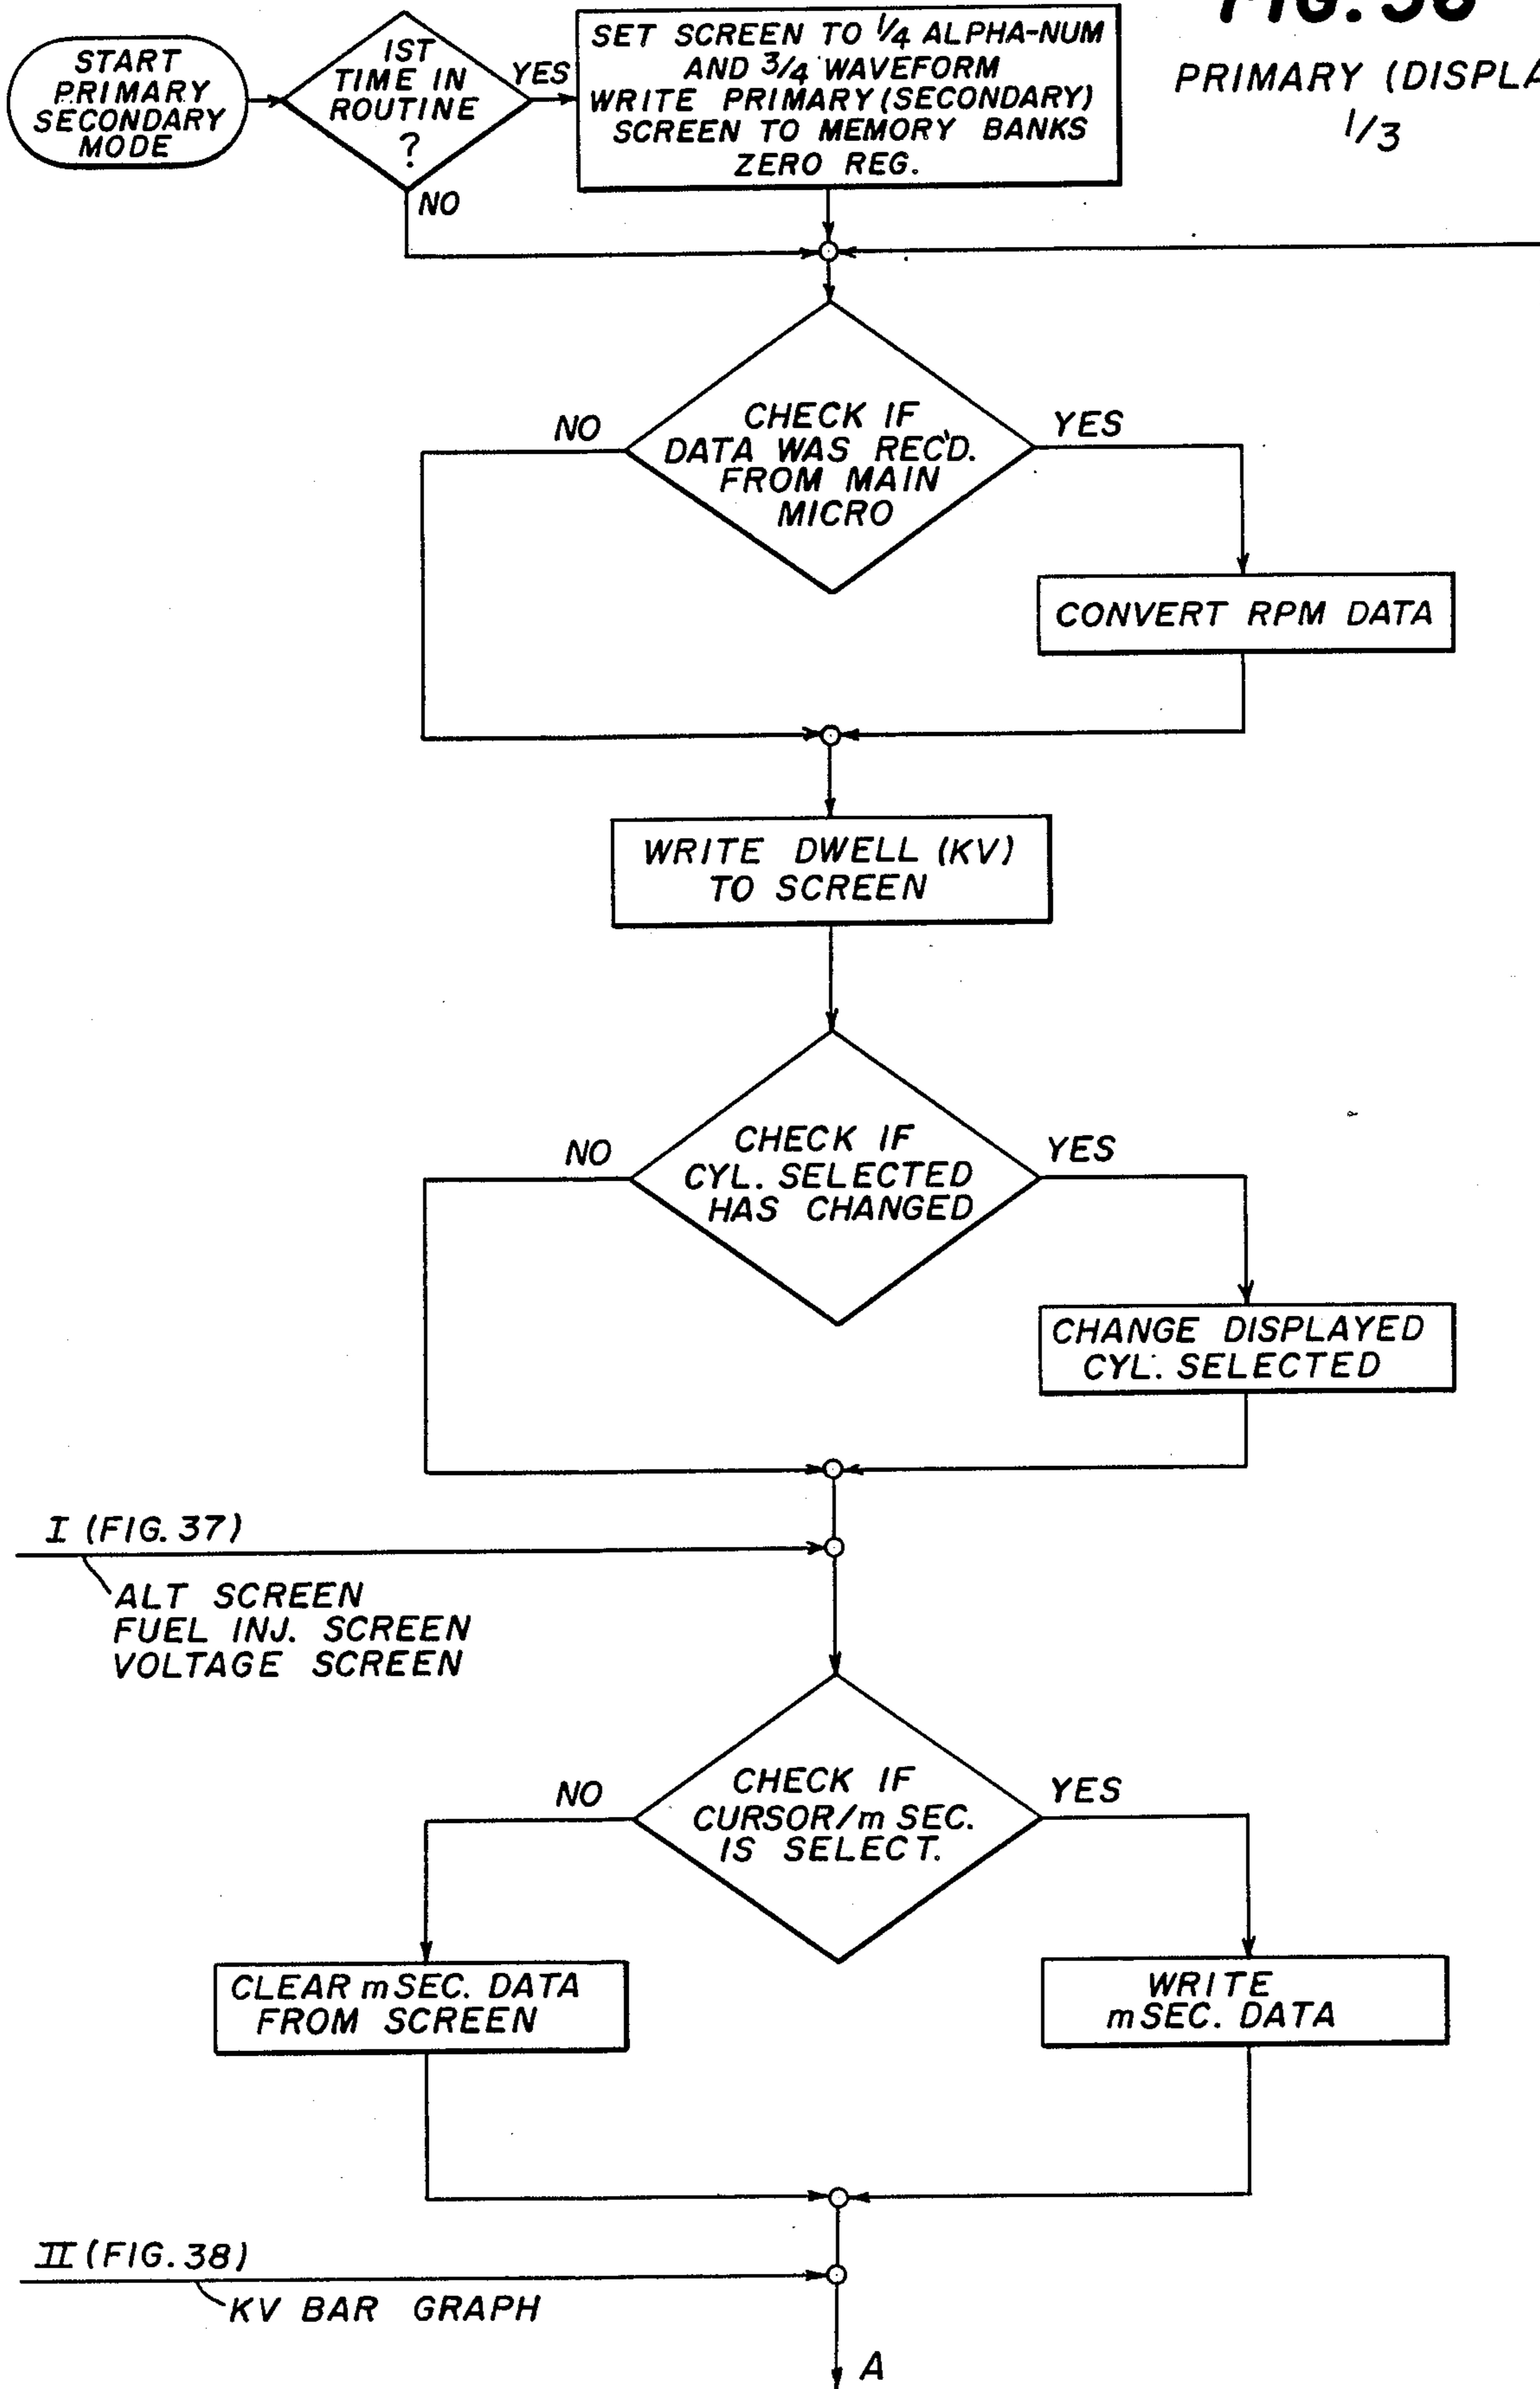 START
PRIMARY
SECONDARY
MODE
1ST
TIME IN
ROUTINE
?
YES
NO
SET SCREEN TO 1/4 ALPHA-NUM
AND 3/4 WAVEFORM
WRITE PRIMARY (SECONDARY)
SCREEN TO MEMORY BANKS
ZERO REG.
PRIMARY (DISPLA
1/3
NO
CHECK IF
DATA WAS REC'D.
FROM MAIN
MICRO
YES
CONVERT RPM DATA
WRITE DWELL (KV)
TO SCREEN
NO
CHECK IF
CYL. SELECTED
HAS CHANGED
YES
CHANGE DISPLAYED
CYL. SELECTED
I (FIG. 37)
ALT SCREEN
FUEL INJ. SCREEN
VOLTAGE SCREEN
NO
CHECK IF
CURSOR/m SEC.
IS SELECT.
YES
CLEAR mSEC. DATA
FROM SCREEN
WRITE
mSEC. DATA
II (FIG. 38)
KV BAR GRAPH
A